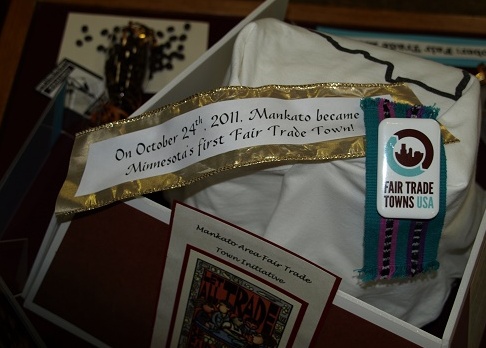 On October 24th, 2011, Mankato became
Minnesota's first Fair Trade Town!
FAIR TRADE
TOWNS USA
Mankato Area Fair Trade
Town Initiative
TRADE